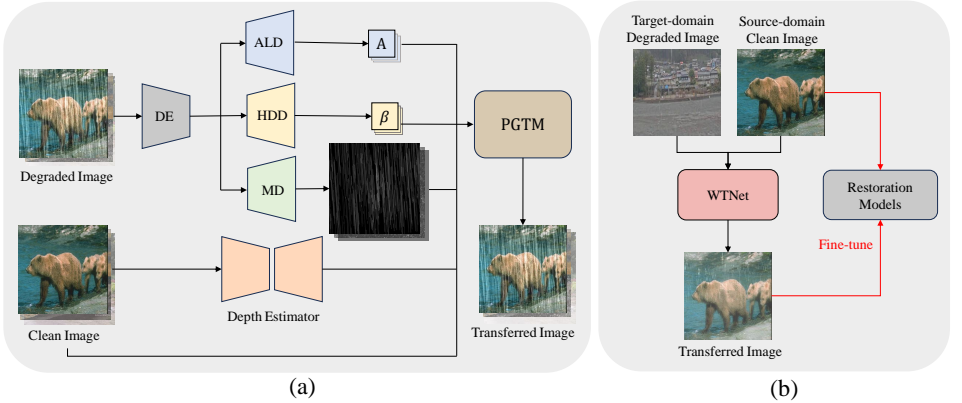 Degraded Image
DE
ALD
HDD
MD
A
β
PGTM
Transferred Image
Clean Image
Depth Estimator
(a)
Target-domain
Degraded Image
Source-domain
Clean Image
WTNet
Restoration
Models
Fine-tune
Transferred Image
(b)